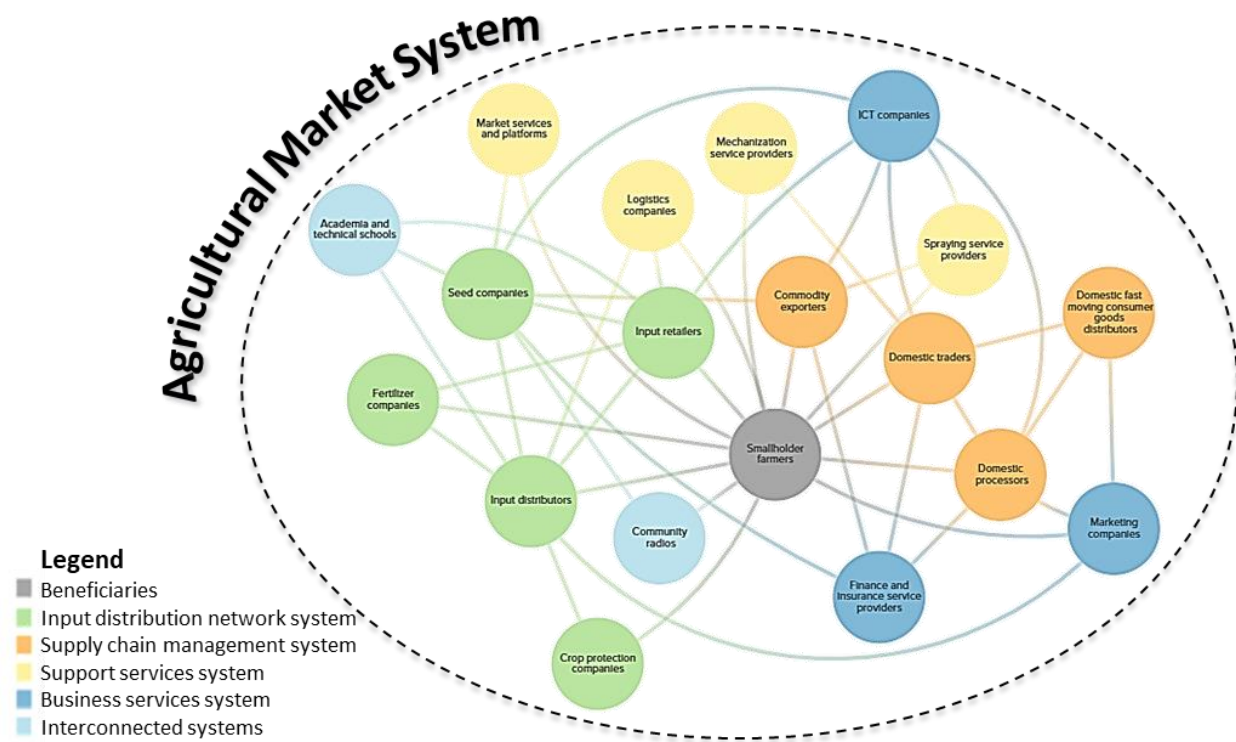 Agricultural Market System
Market services
and platforms
Mechanization
service providers
ICT companies
Logistics
companies
Academia and
technical schools
Spraying service
providers
Seed companies
Commodity
exporters
Domestic fast
moving consumer
goods
distributors
Input retailers
Domestic traders
Fertilizer
companies
Smallholder
farmers
Domestic
processors
Input distributors
Community
radios
Marketing
companies
Finance and
insurance service
providers
Crop protection
companies
Legend
Beneficiaries
Input distribution network system
Supply chain management system
Support services system
Business services system
Interconnected systems